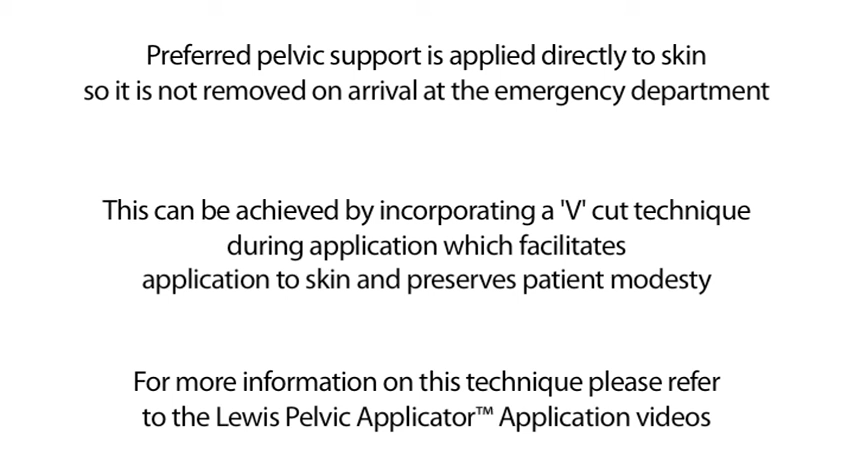 Preferred pelvic support is applied directly to skin
so it is not removed on arrival at the emergency department
This can be achieved by incorporating a 'V' cut technique
during application which facilitates
application to skin and preserves patient modesty
For more information on this technique please refer
to the Lewis Pelvic Applicator™ Application videos